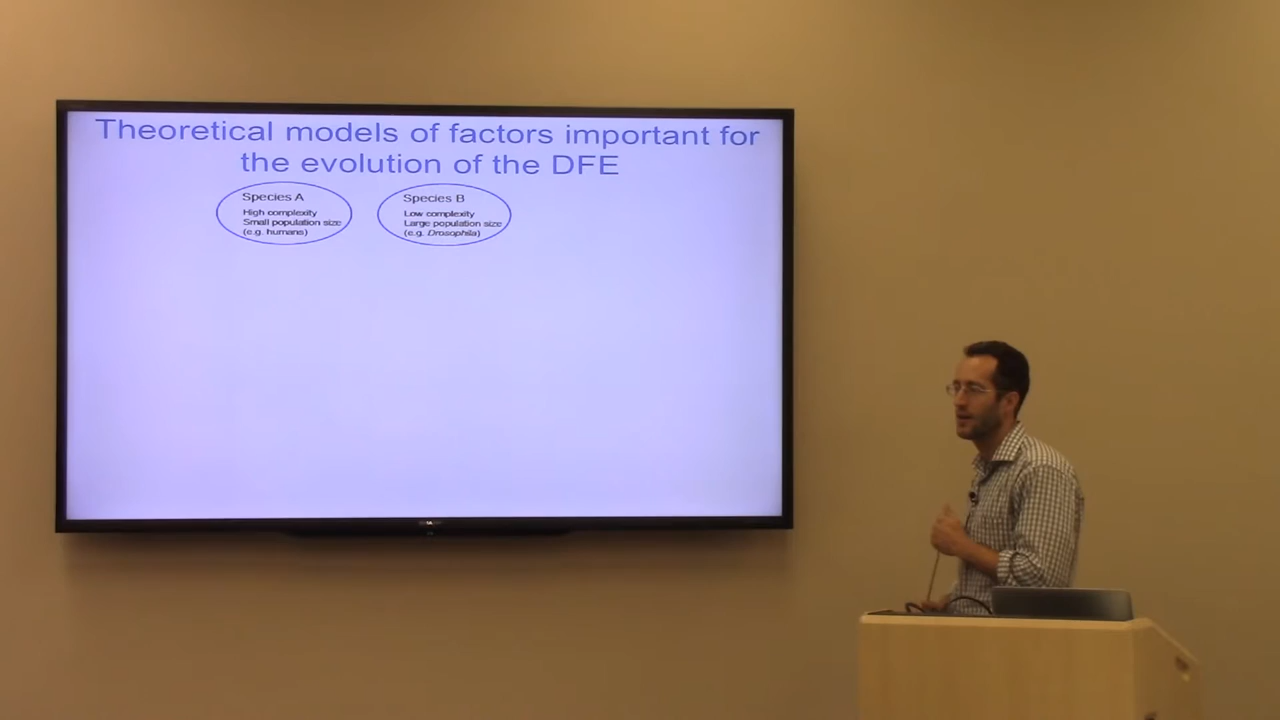 Theoretical models of factors important for
the evolution of the DFE
Species A
High complexity
Small population size
(e.g. humans)
Species B
Low complexity
Large population size
(e.g. Drosophila)